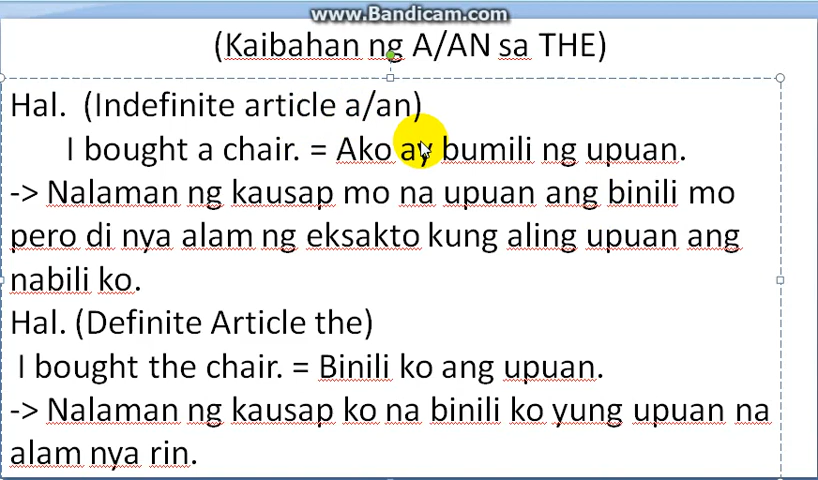 www.Bandicam.com
(Kaibahan ng A/AN sa THE)
Hal.  (Indefinite article a/an)
I bought a chair. = Ako ay bumili ng upuan.
-> Nalaman ng kausap mo na upuan ang binili mo
pero di nya alam ng eksakto kung aling upuan ang
nabili ko.
Hal. (Definite Article the)
I bought the chair. = Binili ko ang upuan.
-> Nalaman ng kausap ko na binili ko yung upuan na
alam nya rin.